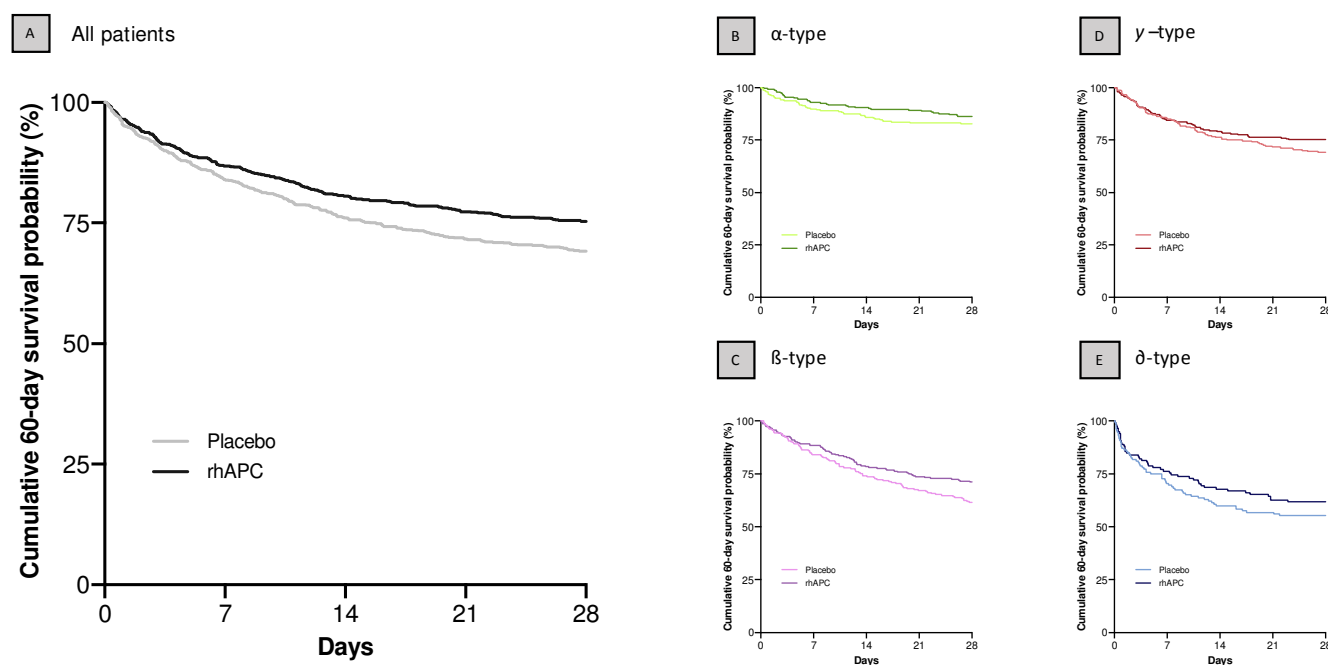 A All patients
Cumulative 60-day survival probability (%)
100
75
50
25
0
0 7 14 21 28
Days
Placebo
rhAPC
B α-type
Cumulative 60-day survival probability (%)
100
75
50
25
0
0 7 14 21 28
Days
Placebo
rhAPC
D y –type
Cumulative 60-day survival probability (%)
100
75
50
25
0
0 7 14 21 28
Days
Placebo
rhAPC
C ß-type
Cumulative 60-day survival probability (%)
100
75
50
25
0
0 7 14 21 28
Days
Placebo
rhAPC
E ∂-type
Cumulative 60-day survival probability (%)
100
75
50
25
0
0 7 14 21 28
Days
Placebo
rhAPC